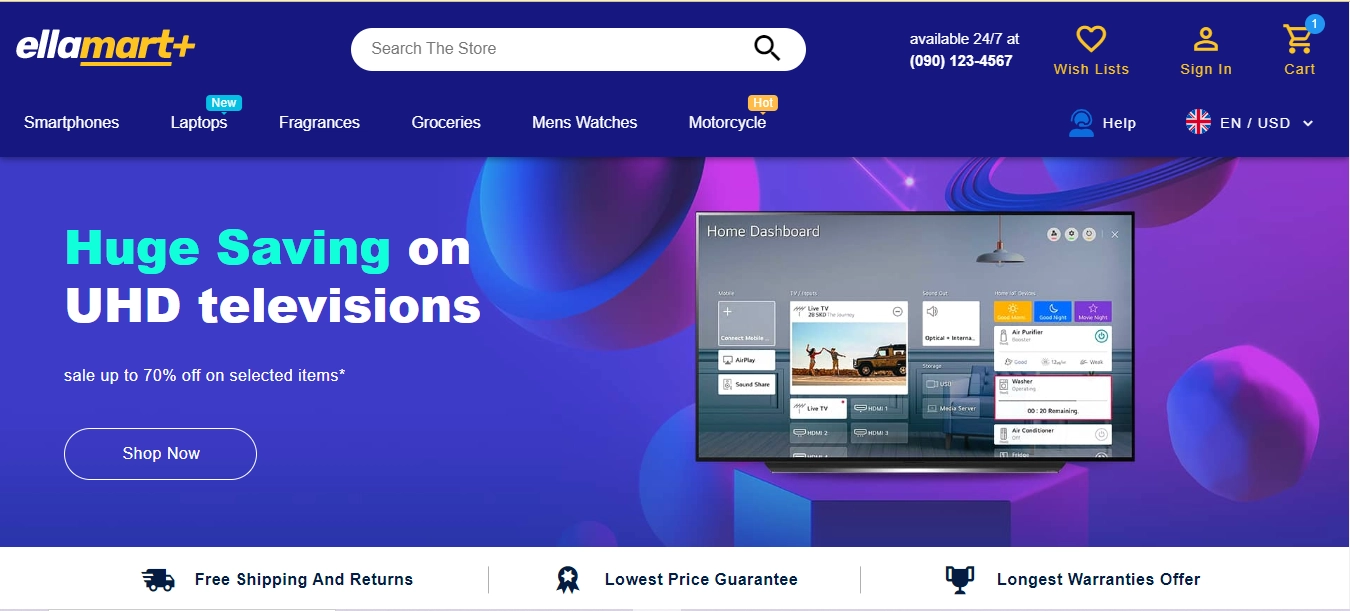 ellamart+
Search The Store
available 24/7 at
(090) 123-4567
1
Wish Lists
Sign In
Cart
New
Hot
Smartphones
Laptops
Fragrances
Groceries
Mens Watches
Motorcycle
Help
EN / USD
Huge Saving on
UHD televisions
sale up to 70% off on selected items*
Shop Now
Home Dashboard
Mobile
TV / Inputs
Sound Out
Home IoT Devices
Connect Mobile ...
AirPlay
Sound Share
Live TV
28 SKD The Journey
Live TV
HDMI 1
HDMI 2
HDMI 3
Optical + Interna..
Storage
USB
Media Server
Good Night
Movie Night
Air Purifier
Booster
Good
12㎍/㎥
Weak
Washer
Operating
00 : 20 Remaining
Air Conditioner
Off
Fridge
Free Shipping And Returns
Lowest Price Guarantee
Longest Warranties Offer